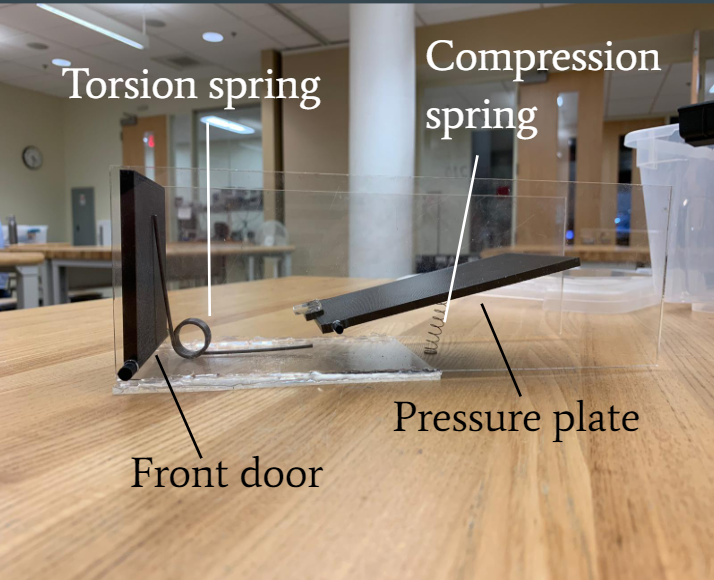 Torsion spring
Compression
spring
Pressure plate
Front door